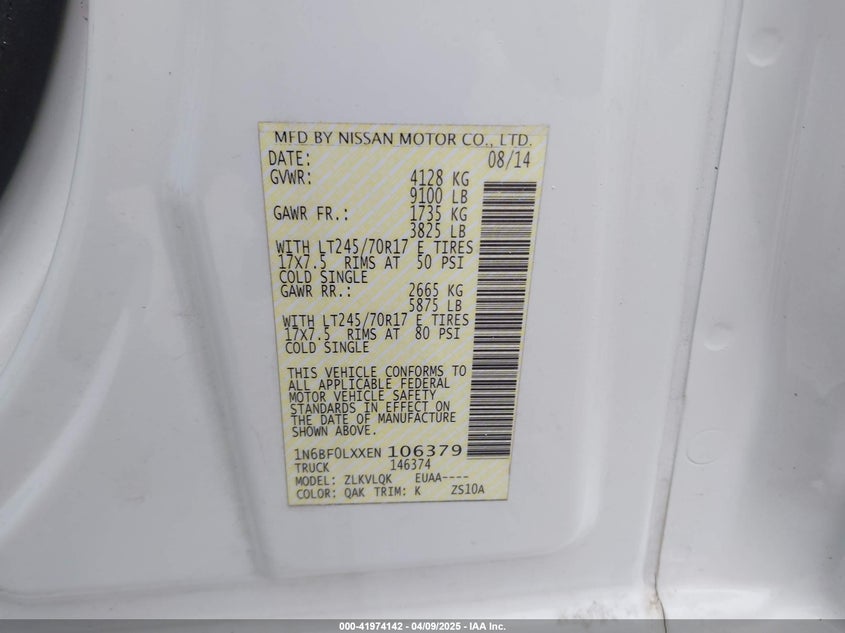 MFD BY NISSAN MOTOR CO., LTD.
DATE: 08/14
GVWR: 4128 KG
9100 LB
GAWR FR.: 1735 KG
3825 LB
WITH LT245/70R17 E TIRES
17X7.5 RIMS AT 50 PSI
COLD SINGLE
GAWR RR.: 2665 KG
5875 LB
WITH LT245/70R17 E TIRES
17X7.5 RIMS AT 80 PSI
COLD SINGLE
THIS VEHICLE CONFORMS TO
ALL APPLICABLE FEDERAL
MOTOR VEHICLE SAFETY
STANDARDS IN EFFECT ON
THE DATE OF MANUFACTURE
SHOWN ABOVE.
1N6BF0LXXEN 106379
TRUCK 146374
MODEL: ZLKVLQK EUAA----
COLOR: QAK TRIM: K ZS10A
000-41974142 - 04/09/2025 - IAA Inc.